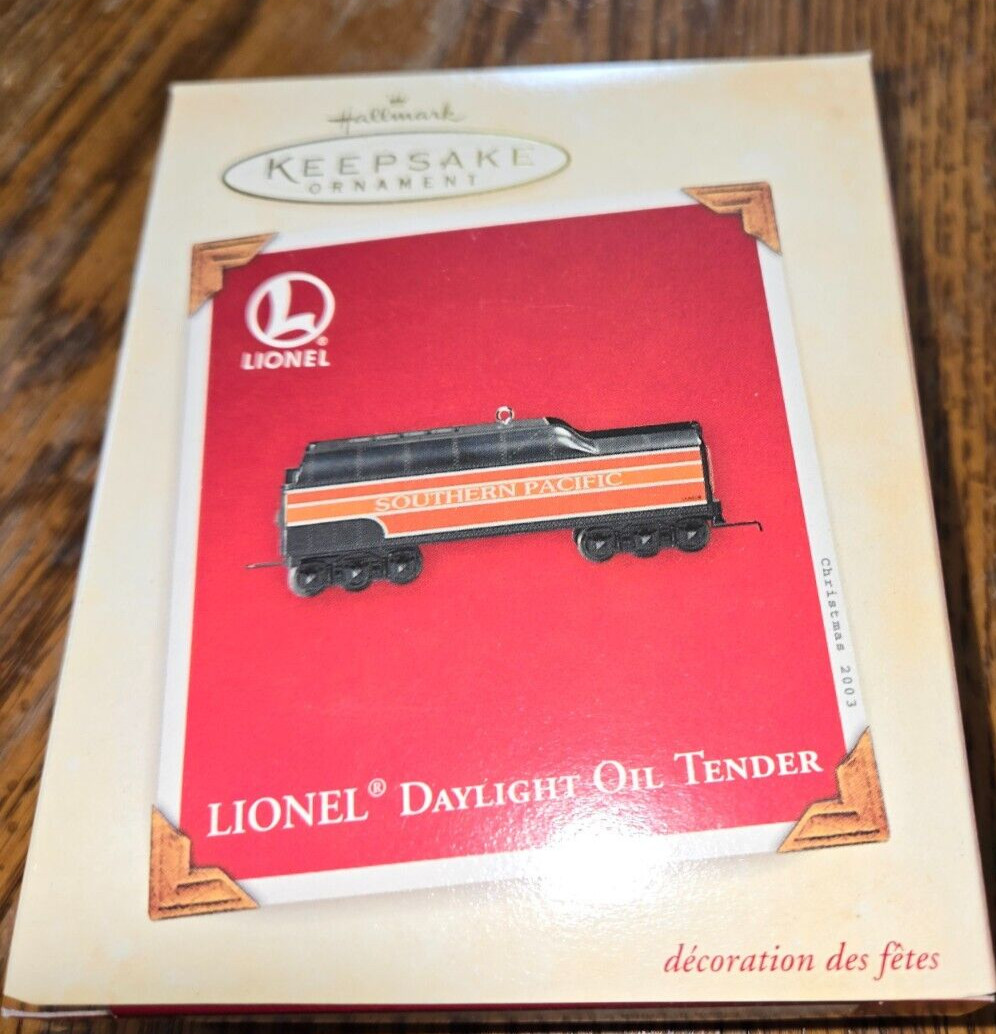 Hallmark
KEEPSAKE
ORNAMENT
LIONEL
SOUTHERN PACIFIC
Christmas 2003
LIONEL® DAYLIGHT OIL TENDER
décoration des fêtes